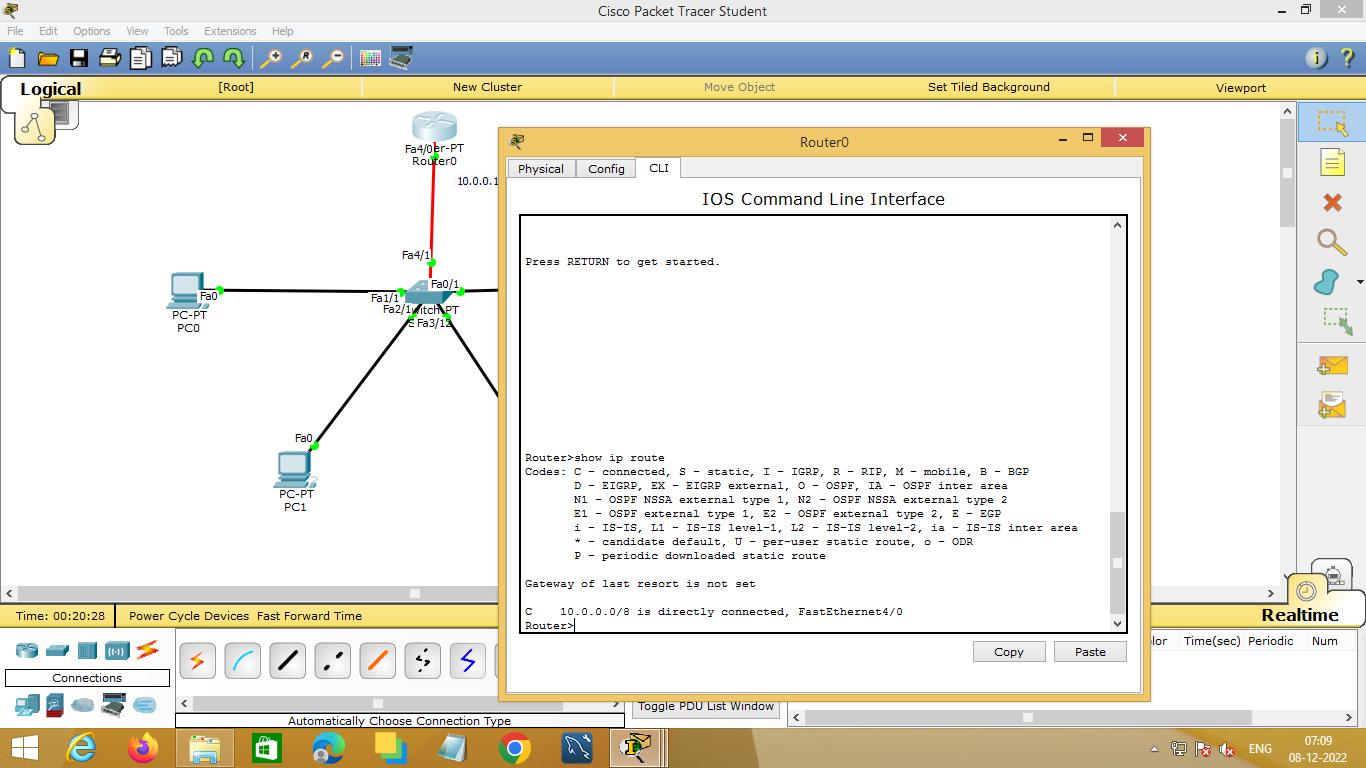 Cisco Packet Tracer Student
File Edit Options View Tools Extensions Help
Logical [Root] New Cluster Move Object Set Tiled Background Viewport
Fa4/0er-PT
Router0
10.0.0.1
Fa4/1
Fa0/1
Fa0
PC-PT
PC0
Fa1/1
Fa2/1witch-PT
S Fa3/12
Fa0
PC-PT
PC1
Router0
Physical Config CLI
IOS Command Line Interface
Press RETURN to get started.
Router>show ip route
Codes: C - connected, S - static, I - IGRP, R - RIP, M - mobile, B - BGP
D - EIGRP, EX - EIGRP external, O - OSPF, IA - OSPF inter area
N1 - OSPF NSSA external type 1, N2 - OSPF NSSA external type 2
E1 - OSPF external type 1, E2 - OSPF external type 2, E - EGP
i - IS-IS, L1 - IS-IS level-1, L2 - IS-IS level-2, ia - IS-IS inter area
* - candidate default, U - per-user static route, o - ODR
P - periodic downloaded static route
Gateway of last resort is not set
C 10.0.0.0/8 is directly connected, FastEthernet4/0
Router>
Copy Paste
Time: 00:20:28 Power Cycle Devices Fast Forward Time Realtime
Connections
Automatically Choose Connection Type
Toggle PDU List Window
olor Time(sec) Periodic Num
ENG
07:09
08-12-2022